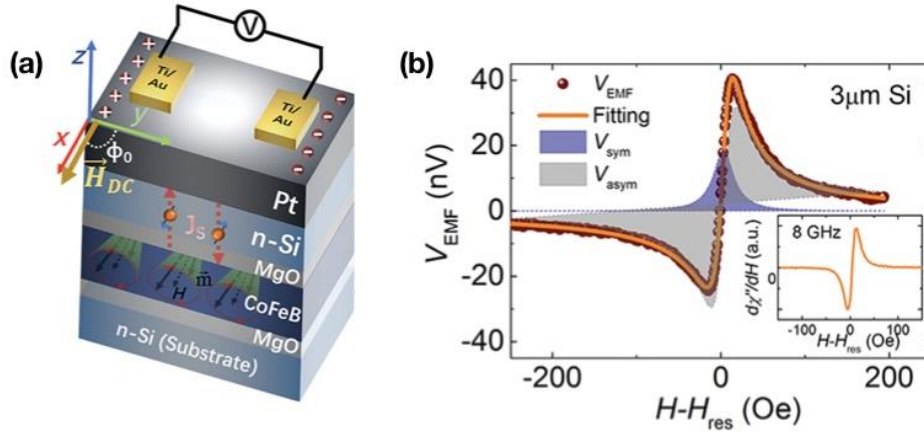 (a)
V
z
Ti/
Au
Ti/
Au
y
x
ϕ₀
H_DC
Pt
J_S
n-Si
MgO
m
H
CoFeB
MgO
n-Si (Substrate)
(b)
40
20
0
-20
-40
V_EMF (nV)
V_EMF
Fitting
V_sym
V_asym
3μm Si
8 GHz
dχ"/dH (a.u.)
0
-100 0 100
H-H_res (Oe)
-200 0 200
H-H_res (Oe)